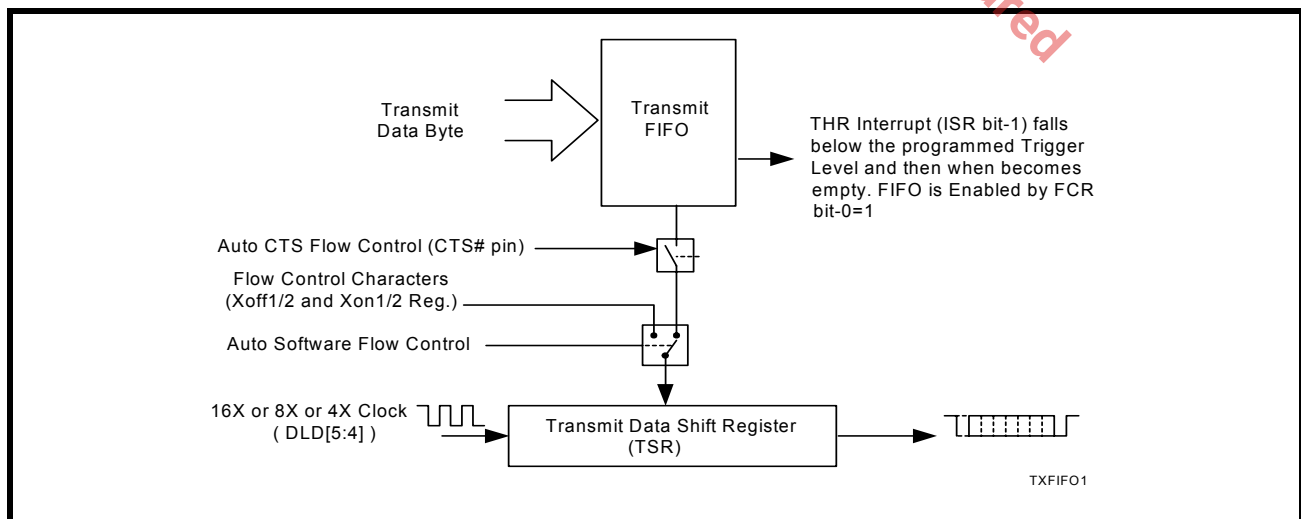 Transmit
Data Byte
Transmit
FIFO
THR Interrupt (ISR bit-1) falls
below the programmed Trigger
Level and then when becomes
empty. FIFO is Enabled by FCR
bit-0=1
Auto CTS Flow Control (CTS# pin)
Flow Control Characters
(Xoff1/2 and Xon1/2 Reg.)
Auto Software Flow Control
16X or 8X or 4X Clock
( DLD[5:4] )
Transmit Data Shift Register
(TSR)
TXFIFO1